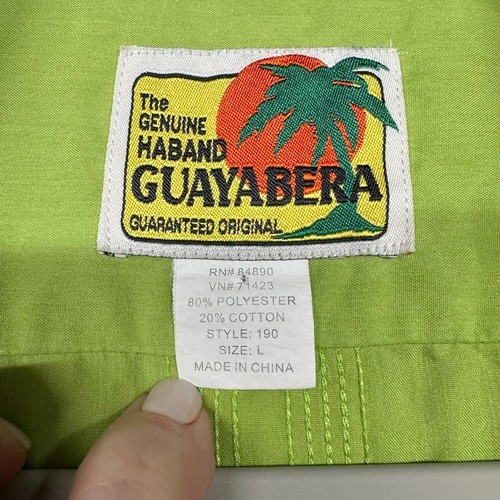 The
GENUINE
HABAND
GUAYABERA
GUARANTEED ORIGINAL
RN# 84890
VN# 71423
80% POLYESTER
20% COTTON
STYLE: 190
SIZE: L
MADE IN CHINA